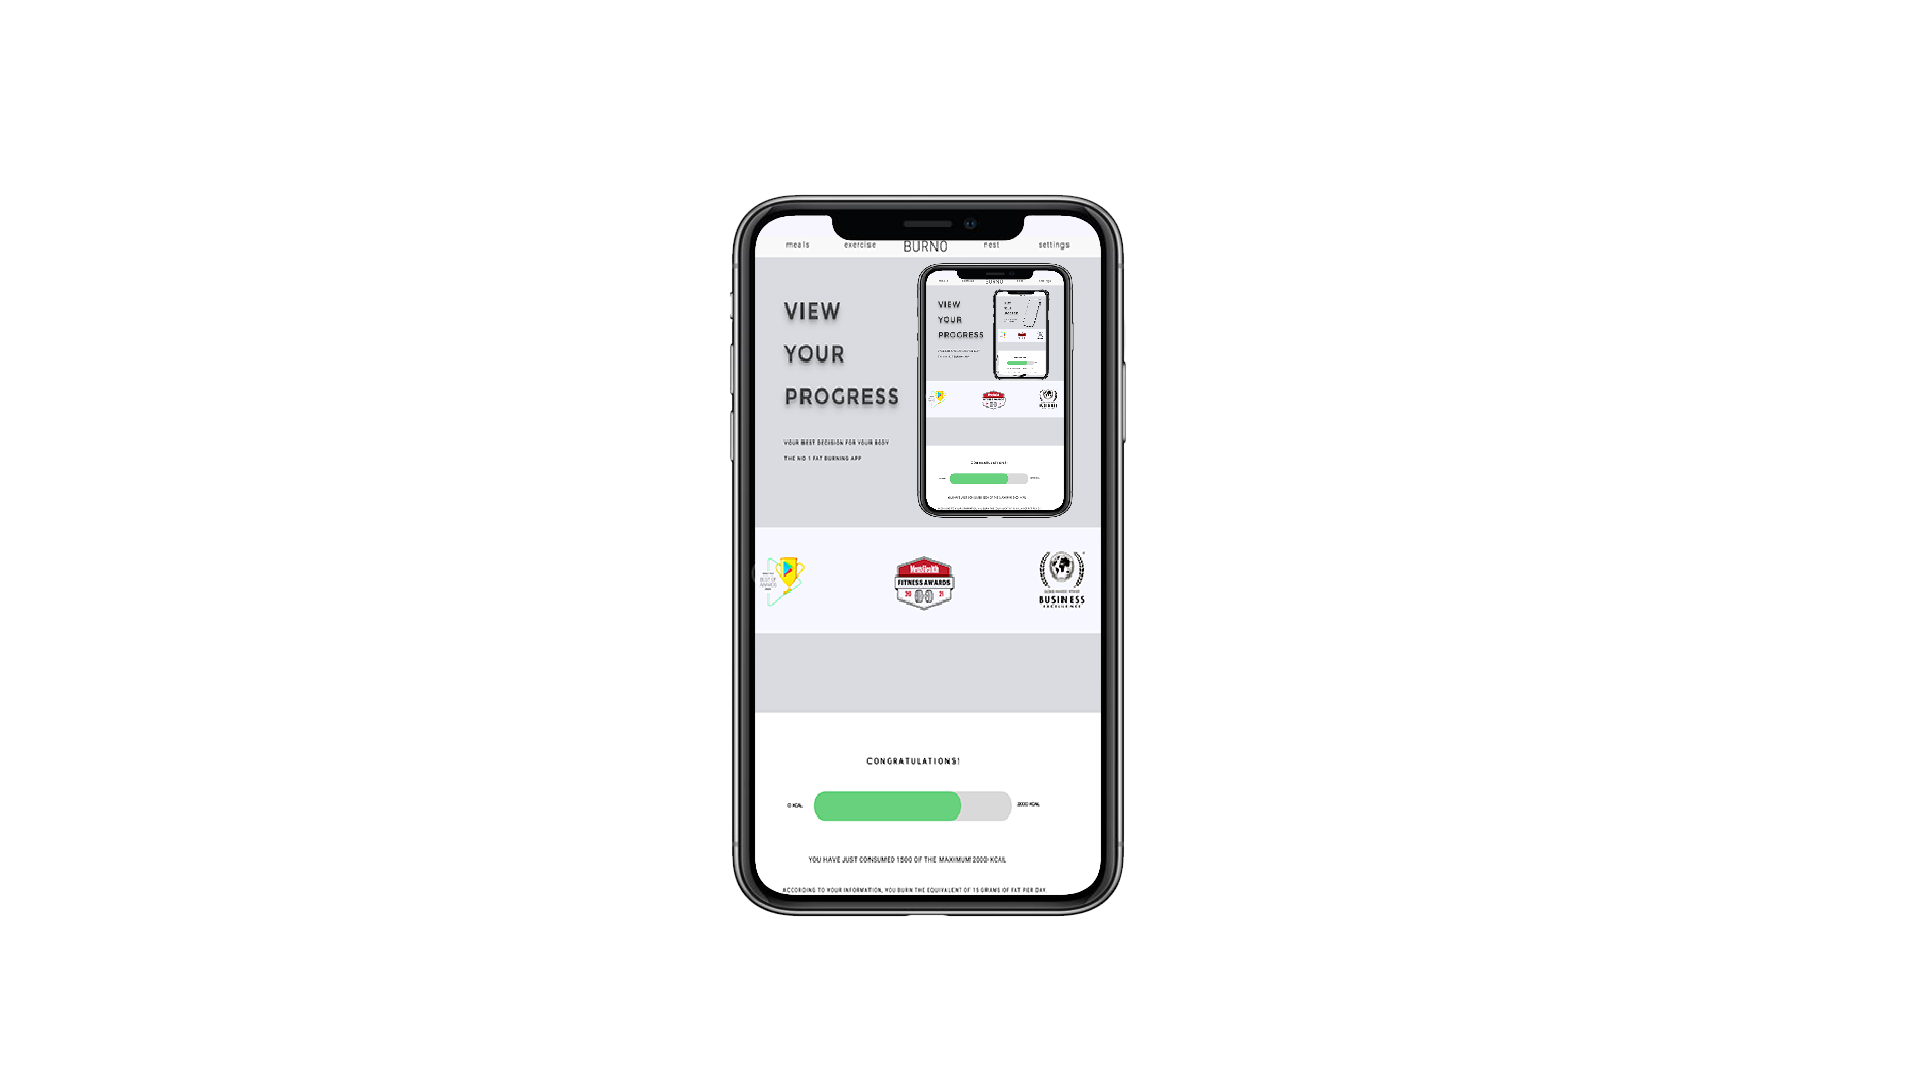 meals exercise BURNO rest settings
VIEW
YOUR
PROGRESS
YOUR BEST DECISION FOR YOUR BODY
THE NO 1 FAT BURNING APP
VIEW
YOUR
PROGRESS
Men'sHealth
FITNESS AWARDS
20 21
BUSINESS
EXCELLENCE
CONGRATULATIONS!
0 KCAL 2000 KCAL
YOU HAVE JUST CONSUMED 1500 OF THE MAXIMUM 2000-KCAL
ACCORDING TO YOUR INFORMATION, YOU BURN THE EQUIVALENT OF 15 GRAMS OF FAT PER DAY.